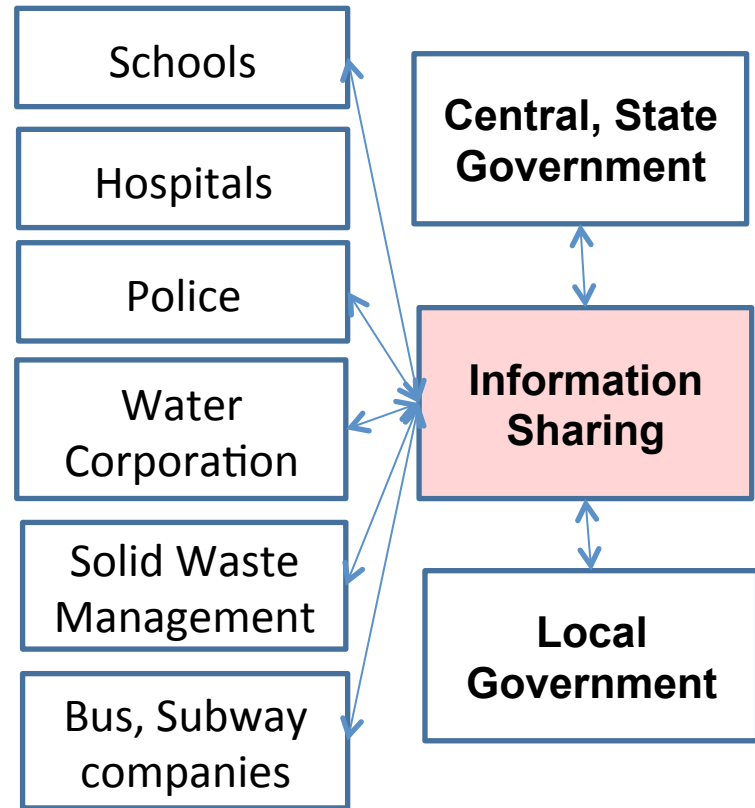 Schools
Hospitals
Police
Water
Corporation
Solid Waste
Management
Bus, Subway
companies
Central, State
Government
Information
Sharing
Local
Government